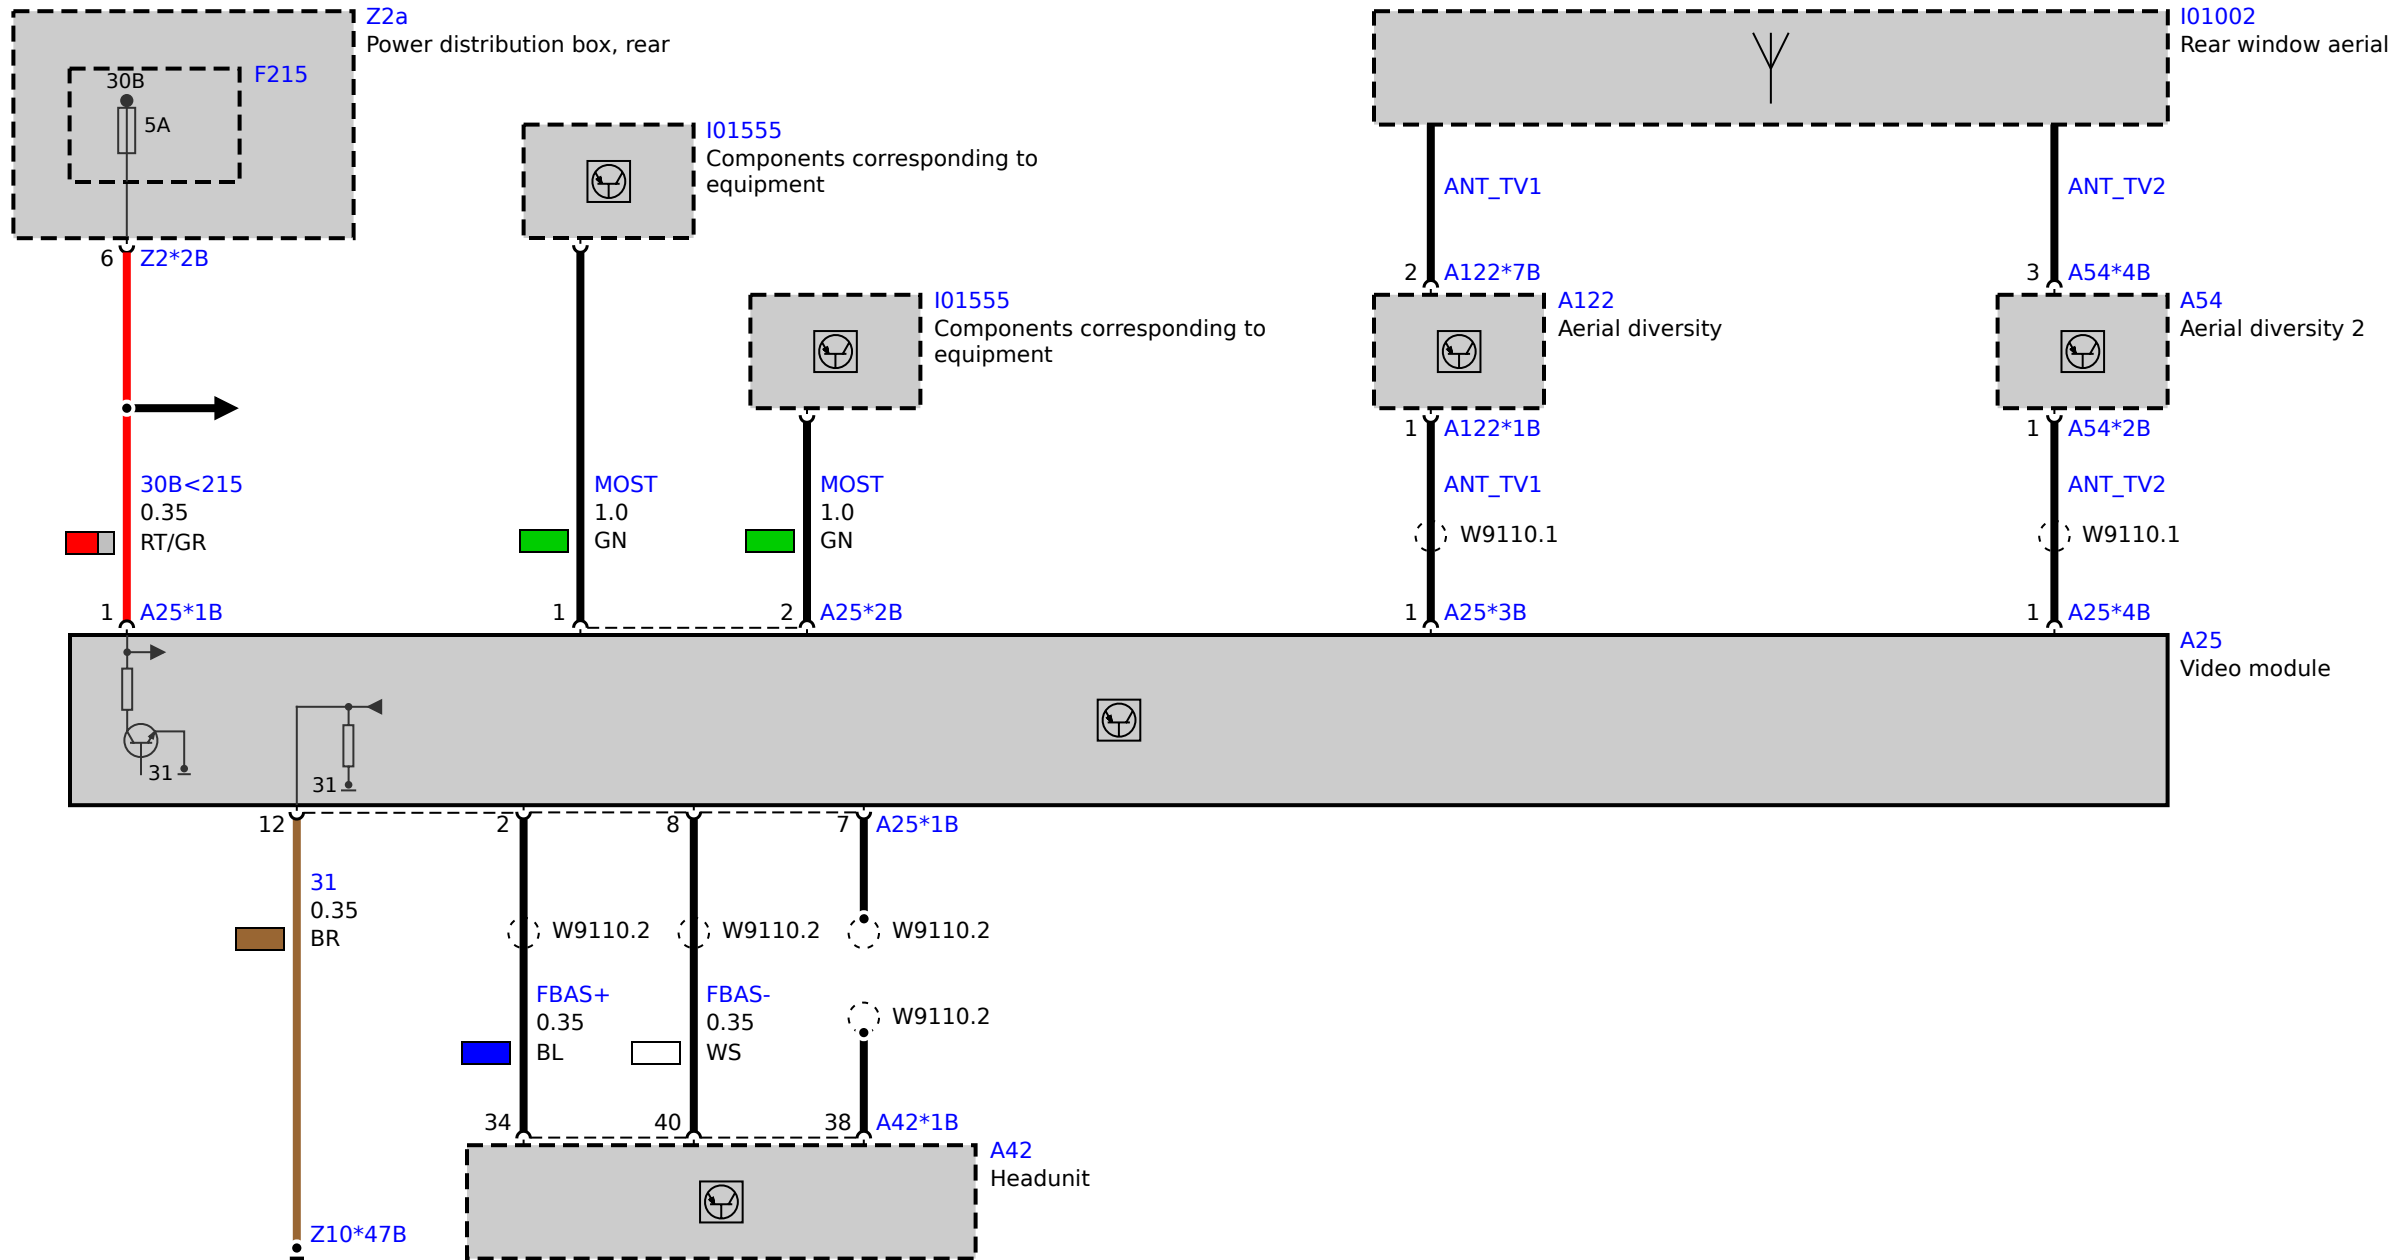 Z2a
Power distribution box, rear
F215
30B
5A
6 Z2*2B
I01555
Components corresponding to
equipment
I01555
Components corresponding to
equipment
I01002
Rear window aerial
ANT_TV1
ANT_TV2
2 A122*7B
3 A54*4B
A122
Aerial diversity
A54
Aerial diversity 2
1 A122*1B
1 A54*2B
30B<215
0.35
RT/GR
MOST
1.0
GN
MOST
1.0
GN
ANT_TV1
W9110.1
ANT_TV2
W9110.1
1 A25*1B
1
2 A25*2B
1 A25*3B
1 A25*4B
A25
Video module
31
31
12
2
8
7 A25*1B
31
0.35
BR
W9110.2
W9110.2
W9110.2
FBAS+
0.35
BL
FBAS-
0.35
WS
W9110.2
34
40
38 A42*1B
A42
Headunit
Z10*47B